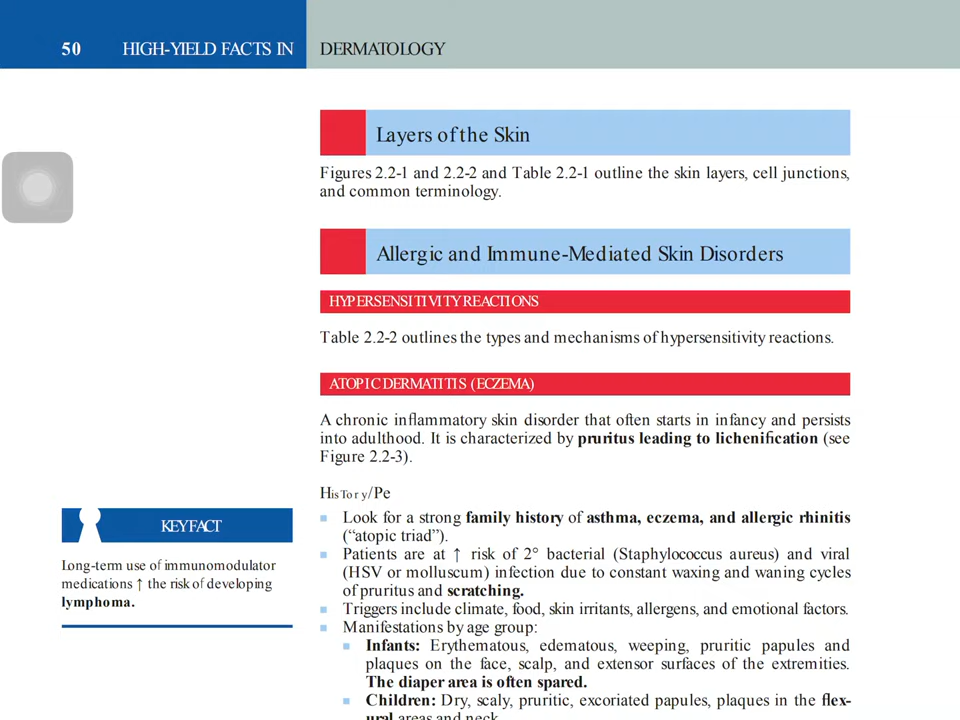 50 HIGH-YIELD FACTS IN DERMATOLOGY
Layers of the Skin
Figures 2.2-1 and 2.2-2 and Table 2.2-1 outline the skin layers, cell junctions,
and common terminology.
Allergic and Immune-Mediated Skin Disorders
HYPERSENSITIVITY REACTIONS
Table 2.2-2 outlines the types and mechanisms of hypersensitivity reactions.
ATOPIC DERMATITIS (ECZEMA)
A chronic inflammatory skin disorder that often starts in infancy and persists
into adulthood. It is characterized by pruritus leading to lichenification (see
Figure 2.2-3).
HisTory/Pe
Look for a strong family history of asthma, eczema, and allergic rhinitis
(“atopic triad”).
Patients are at ↑ risk of 2° bacterial (Staphylococcus aureus) and viral
(HSV or molluscum) infection due to constant waxing and waning cycles
of pruritus and scratching.
Triggers include climate, food, skin irritants, allergens, and emotional factors.
Manifestations by age group:
Infants: Erythematous, edematous, weeping, pruritic papules and
plaques on the face, scalp, and extensor surfaces of the extremities.
The diaper area is often spared.
Children: Dry, scaly, pruritic, excoriated papules, plaques in the flex-
ural areas and neck.
KEY FACT
Long-term use of immunomodulator
medications ↑ the risk of developing
lymphoma.